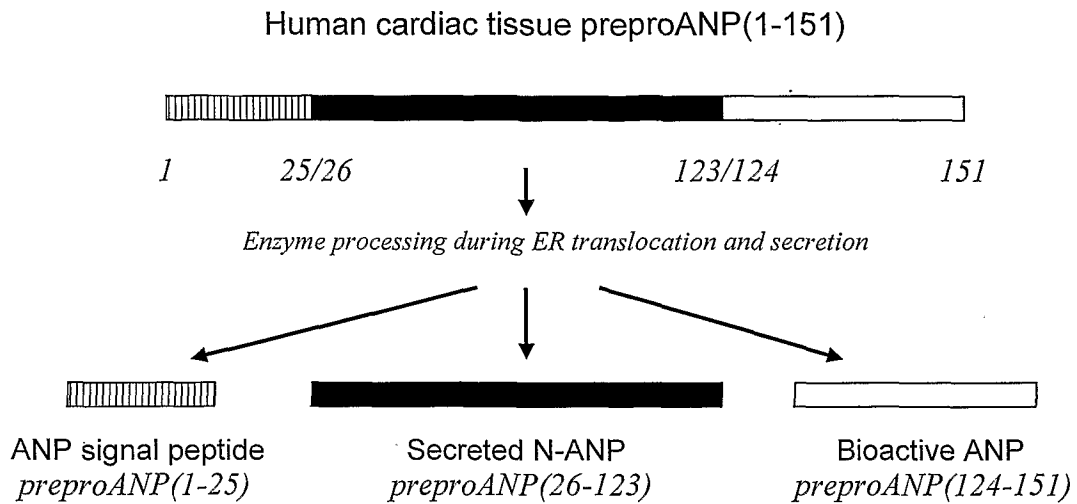 Human cardiac tissue preproANP(1-151)
1 25/26 123/124 151
Enzyme processing during ER translocation and secretion
ANP signal peptide Secreted N-ANP Bioactive ANP
preproANP(1-25) preproANP(26-123) preproANP(124-151)